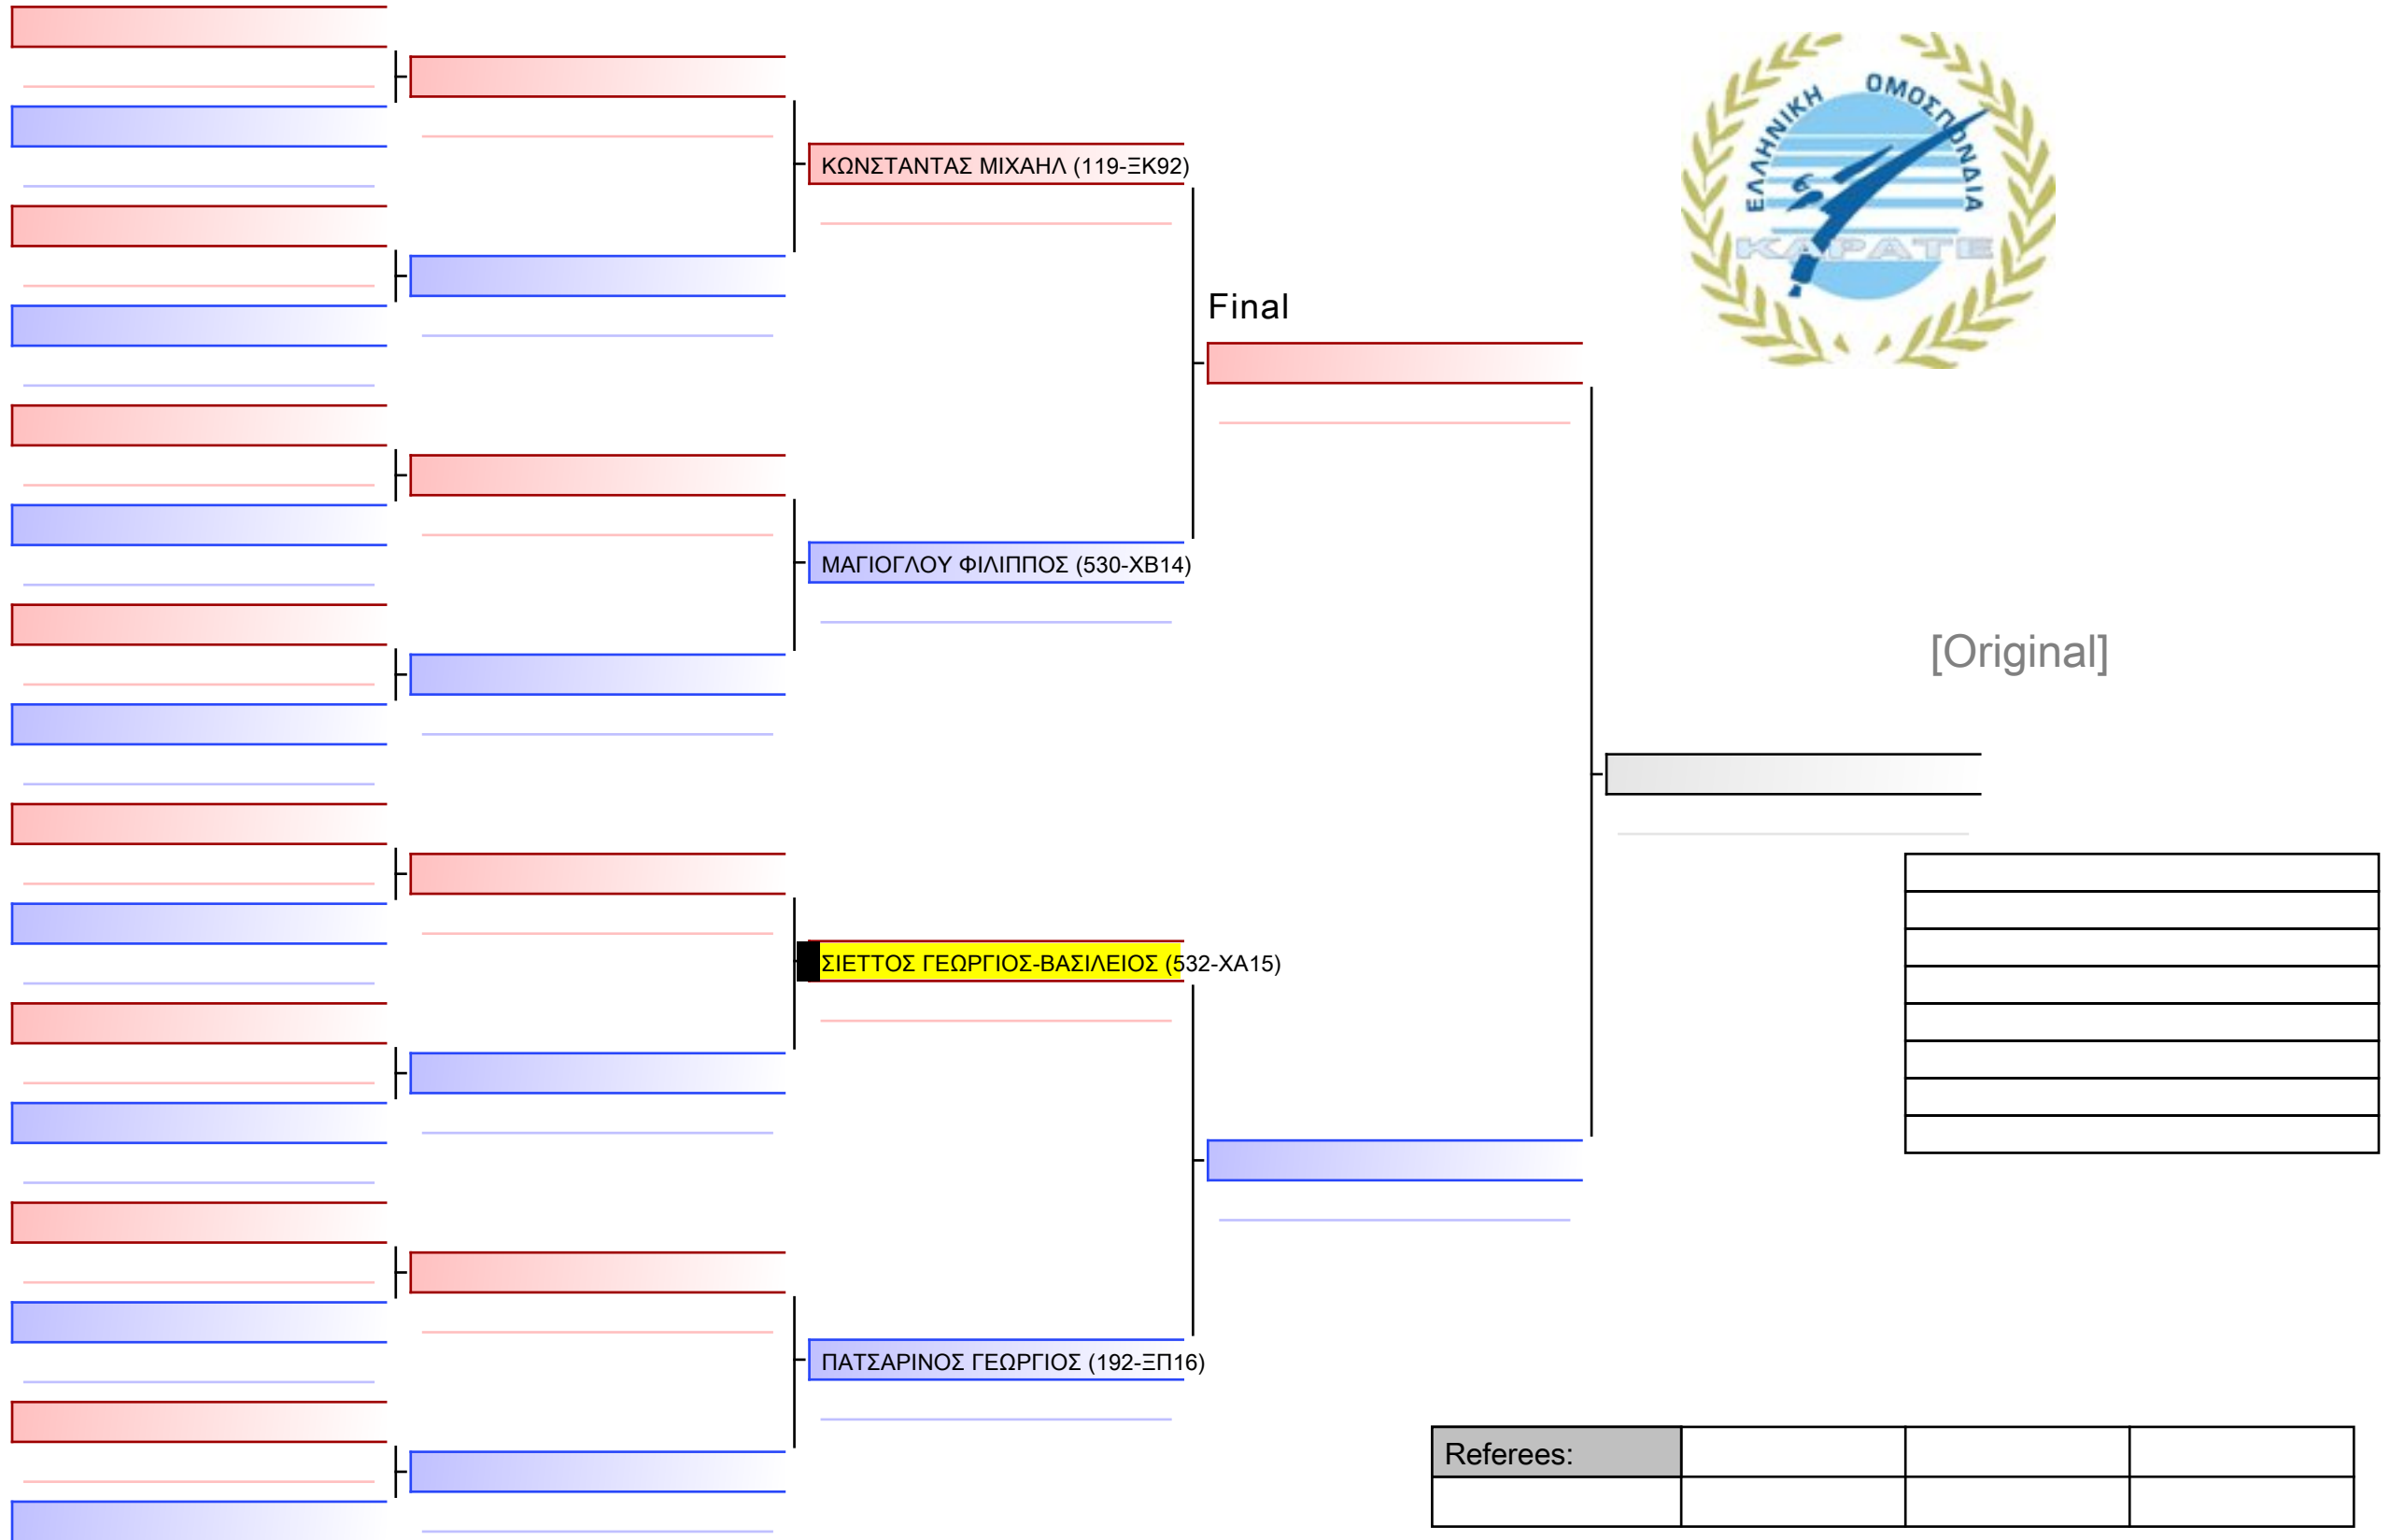 ΕΛΛΗΝΙΚΗ ΟΜΟΣΠΟΝΔΙΑ
ΚΑΡΑΤΕ
ΚΩΝΣΤΑΝΤΑΣ ΜΙΧΑΗΛ (119-ΞΚ92)
Final
ΜΑΓΙΟΓΛΟΥ ΦΙΛΙΠΠΟΣ (530-ΧΒ14)
[Original]
ΣΙΕΤΤΟΣ ΓΕΩΡΓΙΟΣ-ΒΑΣΙΛΕΙΟΣ (532-ΧΑ15)
ΠΑΤΣΑΡΙΝΟΣ ΓΕΩΡΓΙΟΣ (192-ΞΠ16)
Referees: